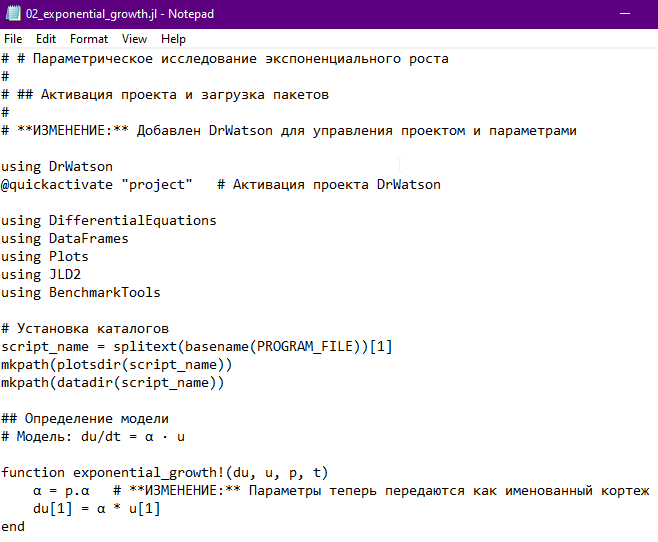 02_exponential_growth.jl - Notepad
File Edit Format View Help
# # Параметрическое исследование экспоненциального роста
#
# ## Активация проекта и загрузка пакетов
#
# **ИЗМЕНЕНИЕ:** Добавлен DrWatson для управления проектом и параметрами

using DrWatson
@quickactivate "project"   # Активация проекта DrWatson

using DifferentialEquations
using DataFrames
using Plots
using JLD2
using BenchmarkTools

# Установка каталогов
script_name = splitext(basename(PROGRAM_FILE))[1]
mkpath(plotsdir(script_name))
mkpath(datadir(script_name))

## Определение модели
# Модель: du/dt = α · u

function exponential_growth!(du, u, p, t)
    α = p.α   # **ИЗМЕНЕНИЕ:** Параметры теперь передаются как именованный кортеж
    du[1] = α * u[1]
end